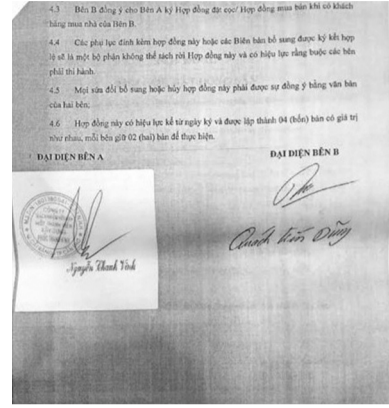 4.3 Bên B đồng ý cho Bên A ký Hợp đồng đặt cọc/ Hợp đồng mua bán khi có khách
hàng mua nhà của Bên B.
4.4 Các phụ lục đính kèm hợp đồng này hoặc các Biên bản bổ sung được ký kết hợp
lệ sẽ là một bộ phận không thể tách rời Hợp đồng này và có hiệu lực ràng buộc các bên
phải thi hành.
4.5 Mọi sửa đổi bổ sung hoặc hủy hợp đồng này phải được sự đồng ý bằng văn bản
của hai bên;
4.6 Hợp đồng này có hiệu lực kể từ ngày ký và được lập thành 04 (bốn) bản có giá trị
như nhau, mỗi bên giữ 02 (hai) bản để thực hiện.
ĐẠI DIỆN BÊN A
ĐẠI DIỆN BÊN B
Nguyễn Thanh Vinh
Quách Dũng